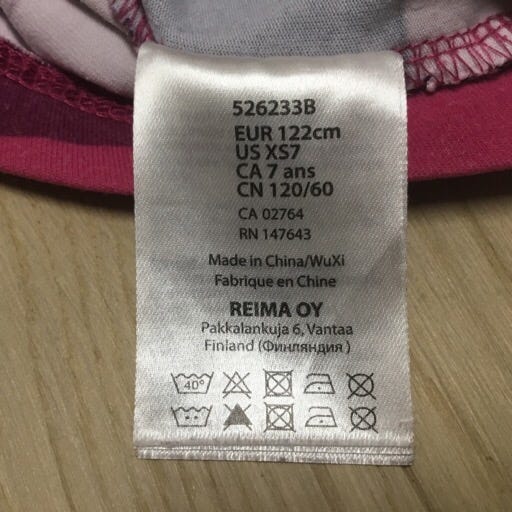 526233B
EUR 122cm
US XS7
CA 7 ans
CN 120/60
CA 02764
RN 147643
Made in China/WuXi
Fabrique en Chine
REIMA OY
Pakkalankuja 6, Vantaa
Finland (Финляндия )
40°